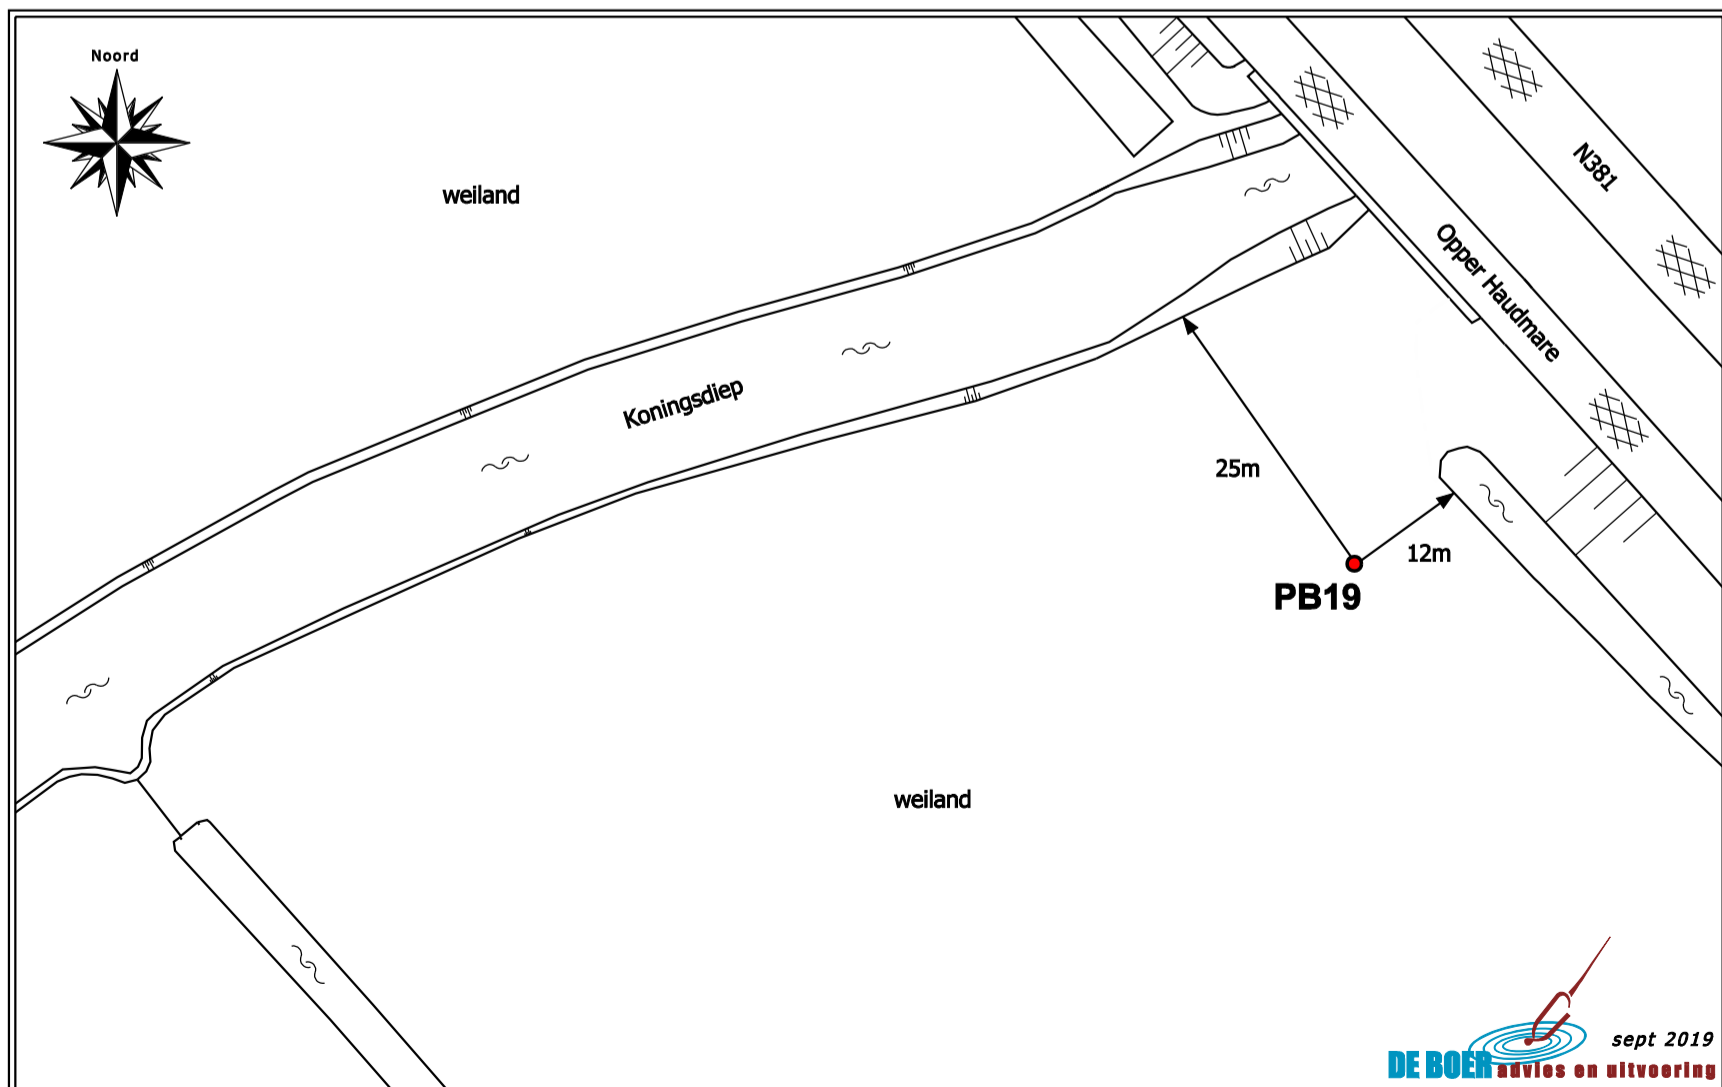 Noord
weiland
N381
Opper Haudmare
Koningsdiep
25m
12m
PB19
weiland
sept 2019
DE BOER advies en uitvoering